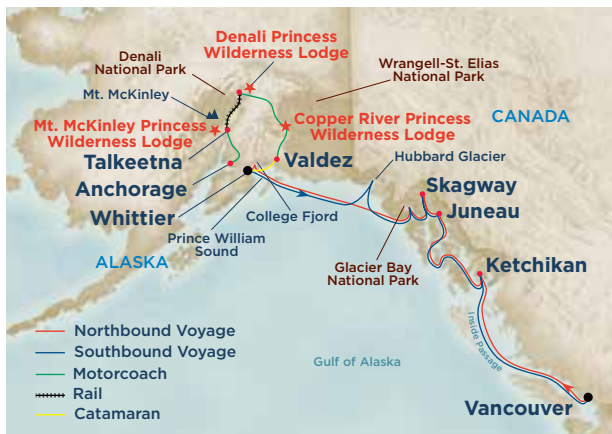 Denali Princess
Wilderness Lodge
Denali
National Park
Wrangell-St. Elias
National Park
Mt. McKinley
CANADA
Mt. McKinley Princess
Wilderness Lodge
Copper River Princess
Wilderness Lodge
Talkeetna
Valdez
Hubbard Glacier
Anchorage
Skagway
Whittier
College Fjord
Juneau
Prince William
Sound
ALASKA
Glacier Bay
National Park
Ketchikan
Northbound Voyage
Southbound Voyage
Motorcoach
Rail
Catamaran
Gulf of Alaska
Inside Passage
Vancouver